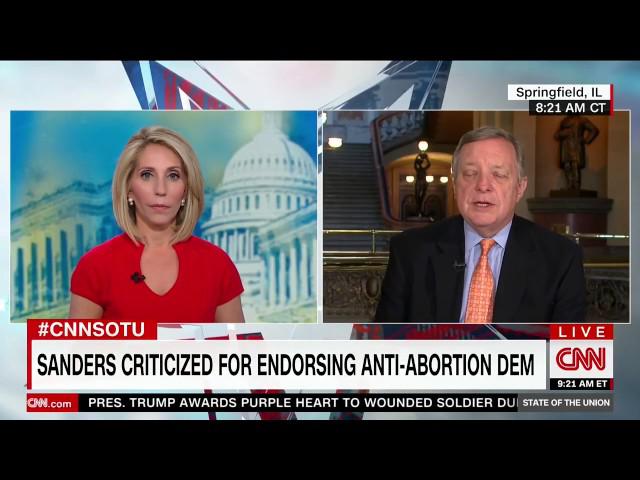 Springfield, IL
8:21 AM CT
#CNNSOTU
LIVE
SANDERS CRITICIZED FOR ENDORSING ANTI-ABORTION DEM
CNN
9:21 AM ET
CNN.com
PRES. TRUMP AWARDS PURPLE HEART TO WOUNDED SOLDIER DU
STATE OF THE UNION